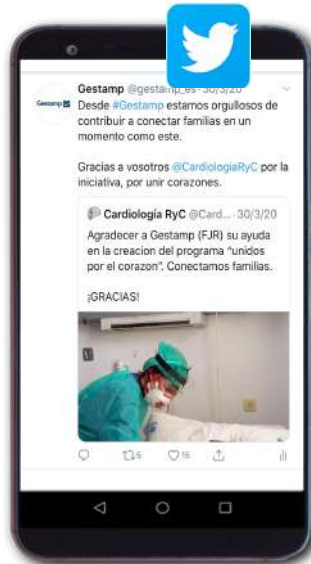 Gestamp @gestamp_es · 30/3/20
Gestamp
Desde #Gestamp estamos orgullosos de
contribuir a conectar familias en un
momento como este.
Gracias a vosotros @CardiologiaRyC por la
iniciativa, por unir corazones.
Cardiología RyC @Card... · 30/3/20
Agradecer a Gestamp (FJR) su ayuda
en la creacion del programa “unidos
por el corazon”. Conectamos familias.
¡GRACIAS!
5 15